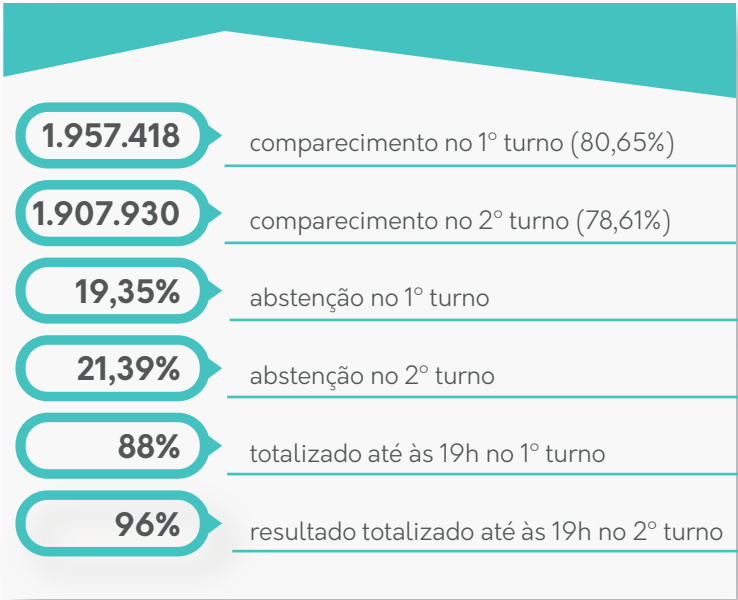 1.957.418 comparecimento no 1º turno (80,65%)
1.907.930 comparecimento no 2º turno (78,61%)
19,35% abstenção no 1º turno
21,39% abstenção no 2º turno
88% totalizado até às 19h no 1º turno
96% resultado totalizado até às 19h no 2º turno